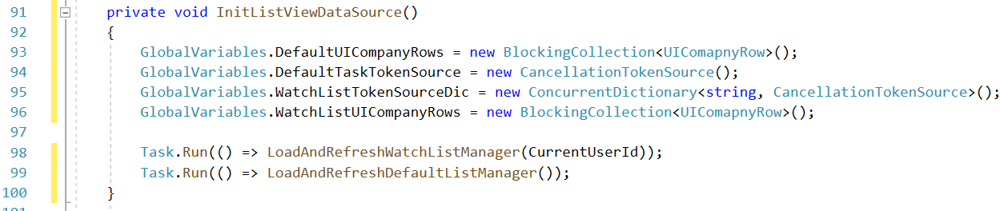 91 private void InitListViewDataSource()
92 {
93 GlobalVariables.DefaultUICompanyRows = new BlockingCollection<UIComapnyRow>();
94 GlobalVariables.DefaultTaskTokenSource = new CancellationTokenSource();
95 GlobalVariables.WatchListTokenSourceDic = new ConcurrentDictionary<string, CancellationTokenSource>();
96 GlobalVariables.WatchListUICompanyRows = new BlockingCollection<UIComapnyRow>();
97
98 Task.Run(() => LoadAndRefreshWatchListManager(CurrentUserId));
99 Task.Run(() => LoadAndRefreshDefaultListManager());
100 }